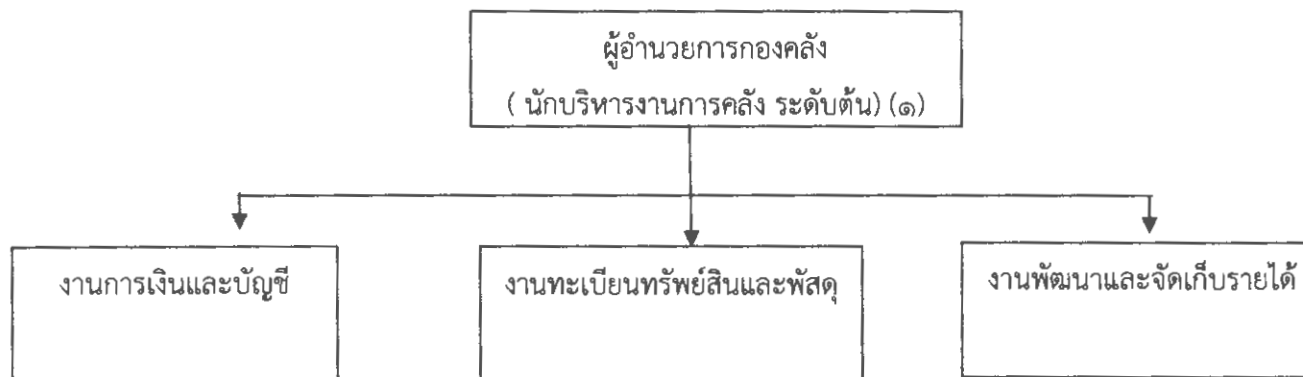 ผู้อำนวยการกองคลัง
( นักบริหารงานการคลัง ระดับต้น) (๑)
งานการเงินและบัญชี
งานทะเบียนทรัพย์สินและพัสดุ
งานพัฒนาและจัดเก็บรายได้